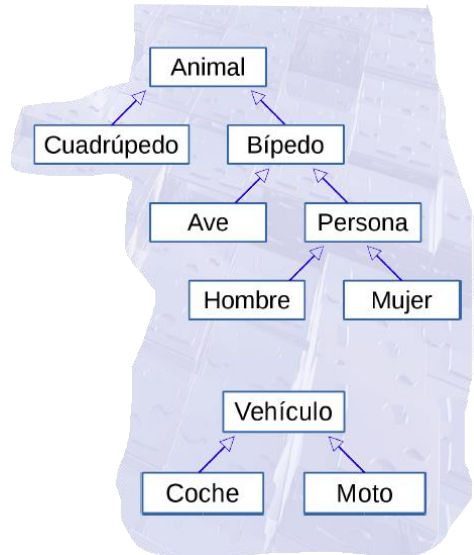 Animal
Cuadrúpedo
Bípedo
Ave
Persona
Hombre
Mujer
Vehículo
Coche
Moto